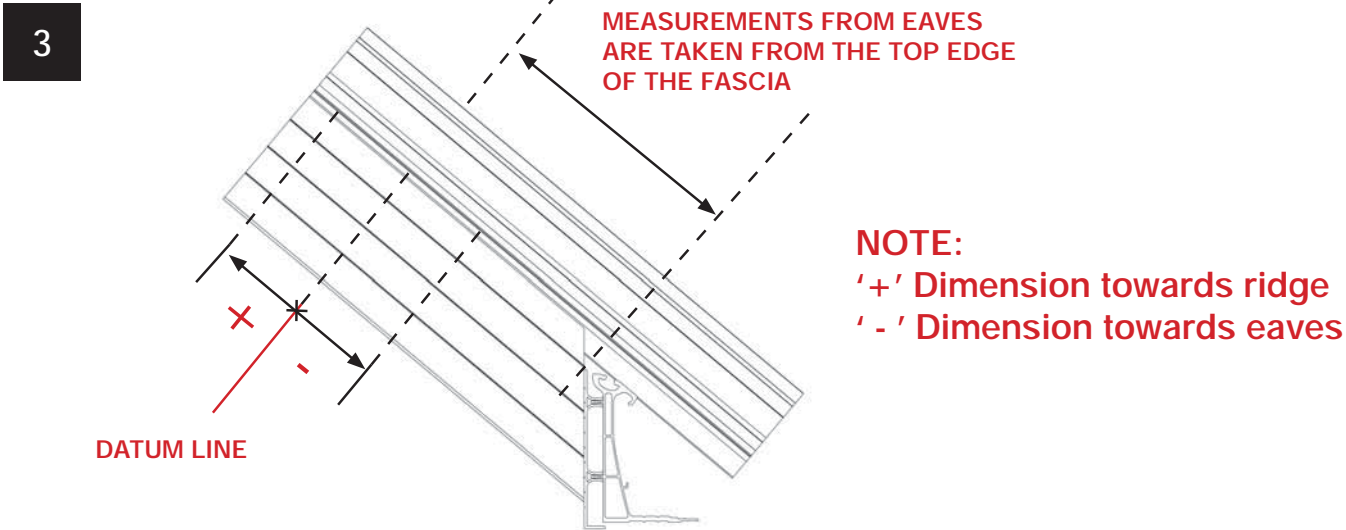 3
MEASUREMENTS FROM EAVES
ARE TAKEN FROM THE TOP EDGE
OF THE FASCIA
NOTE:
‘+’ Dimension towards ridge
‘ - ’ Dimension towards eaves
+
-
DATUM LINE